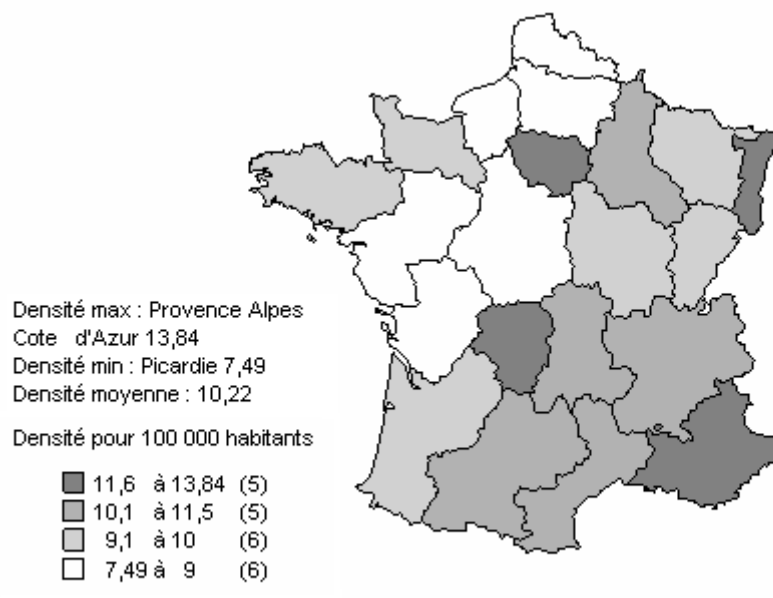 Densité max : Provence Alpes
Cote d'Azur 13,84
Densité min : Picardie 7,49
Densité moyenne : 10,22
Densité pour 100 000 habitants
11,6 à 13,84 (5)
10,1 à 11,5 (5)
9,1 à 10 (6)
7,49 à 9 (6)